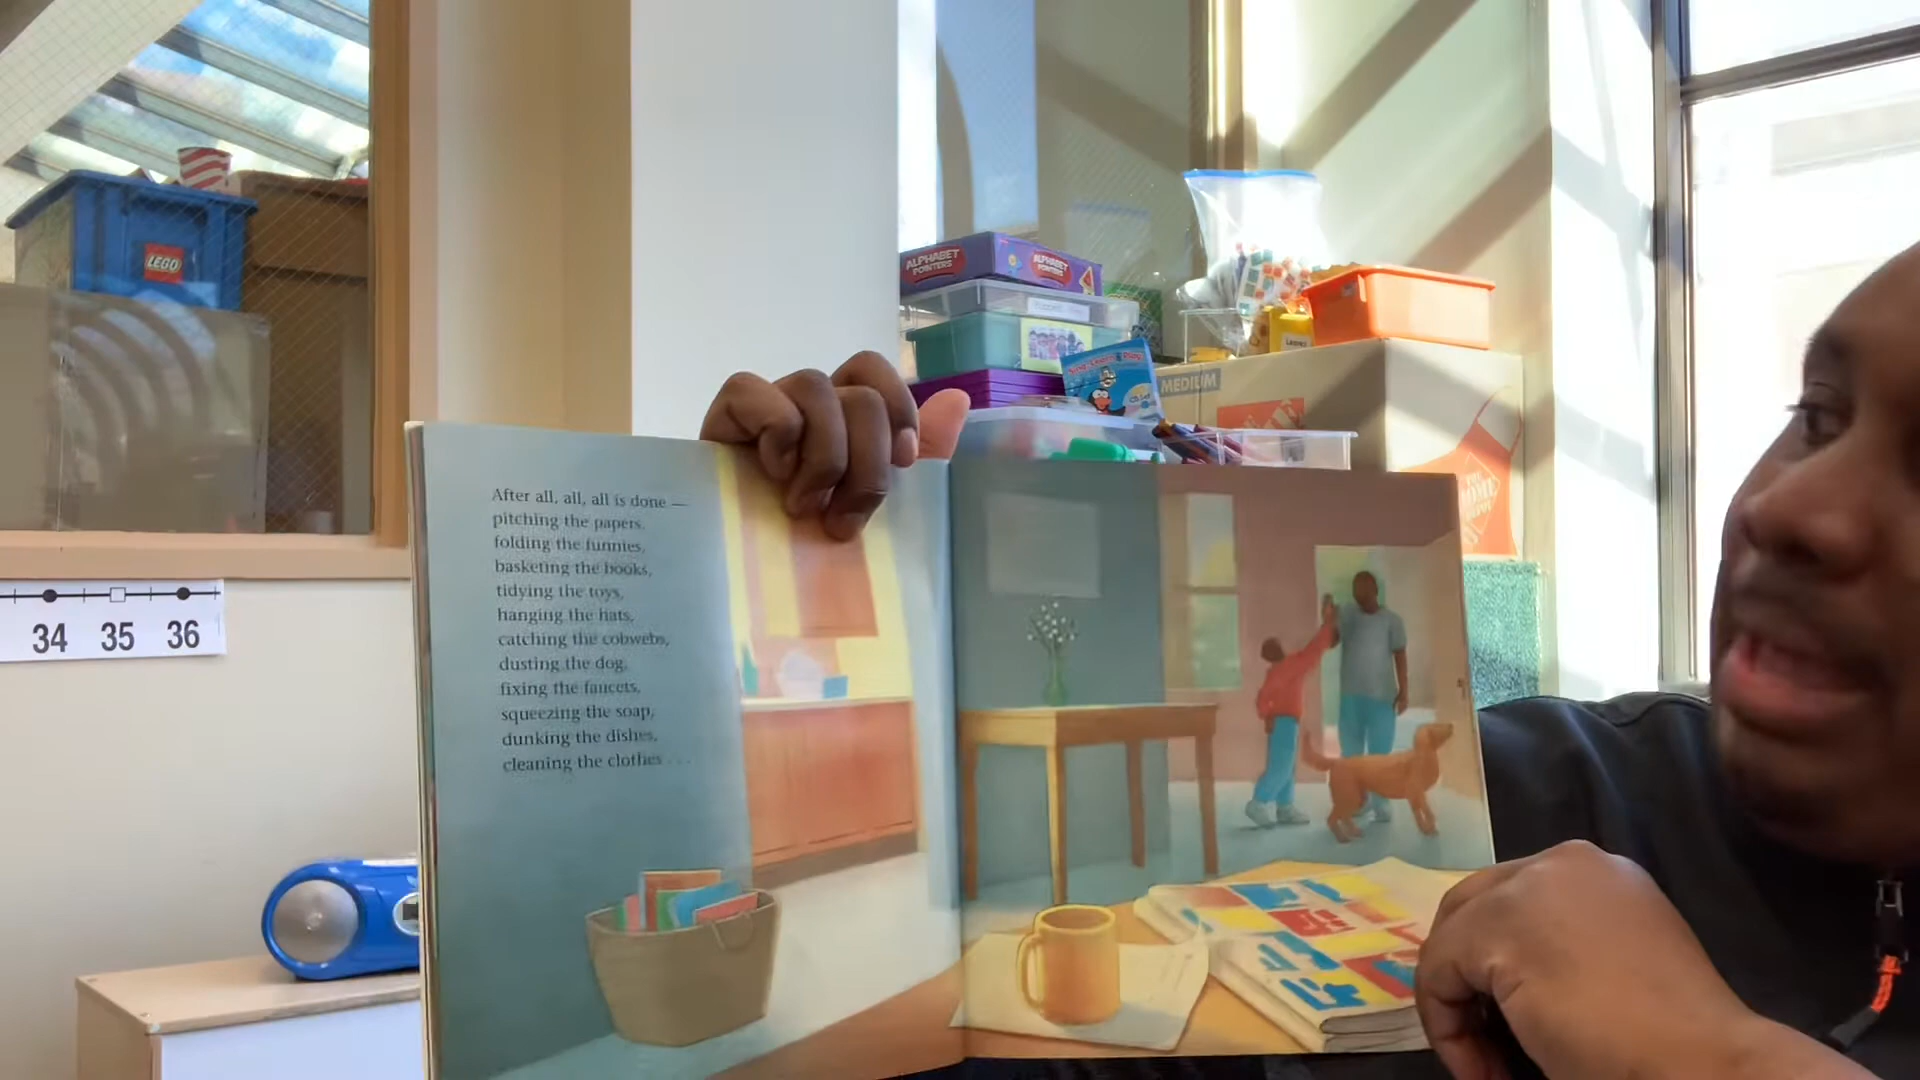 LEGO
ALPHABET
POINTERS
ALPHABET
POINTERS
MEDIUM
34 35 36
After all, all, all is done —
pitching the papers,
folding the funnies,
basketing the books,
tidying the toys,
hanging the hats,
catching the cobwebs,
dusting the dog,
fixing the faucets,
squeezing the soap,
dunking the dishes,
cleaning the clothes . . .